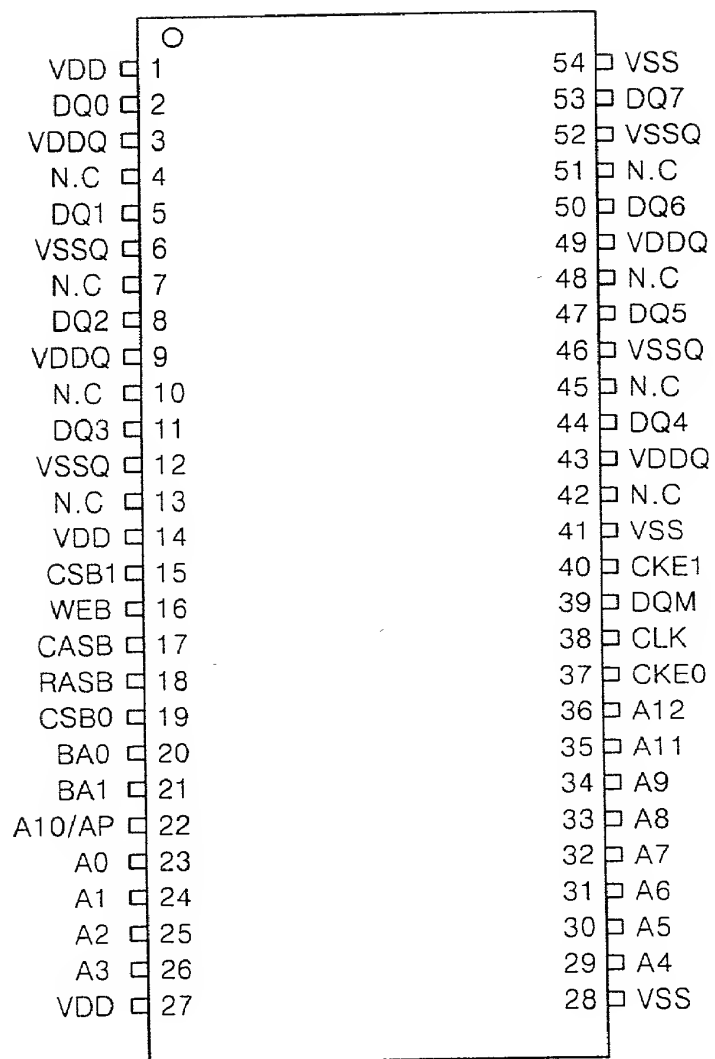 VDD 1 54 VSS
DQ0 2 53 DQ7
VDDQ 3 52 VSSQ
N.C 4 51 N.C
DQ1 5 50 DQ6
VSSQ 6 49 VDDQ
N.C 7 48 N.C
DQ2 8 47 DQ5
VDDQ 9 46 VSSQ
N.C 10 45 N.C
DQ3 11 44 DQ4
VSSQ 12 43 VDDQ
N.C 13 42 N.C
VDD 14 41 VSS
CSB1 15 40 CKE1
WEB 16 39 DQM
CASB 17 38 CLK
RASB 18 37 CKE0
CSB0 19 36 A12
BA0 20 35 A11
BA1 21 34 A9
A10/AP 22 33 A8
A0 23 32 A7
A1 24 31 A6
A2 25 30 A5
A3 26 29 A4
VDD 27 28 VSS